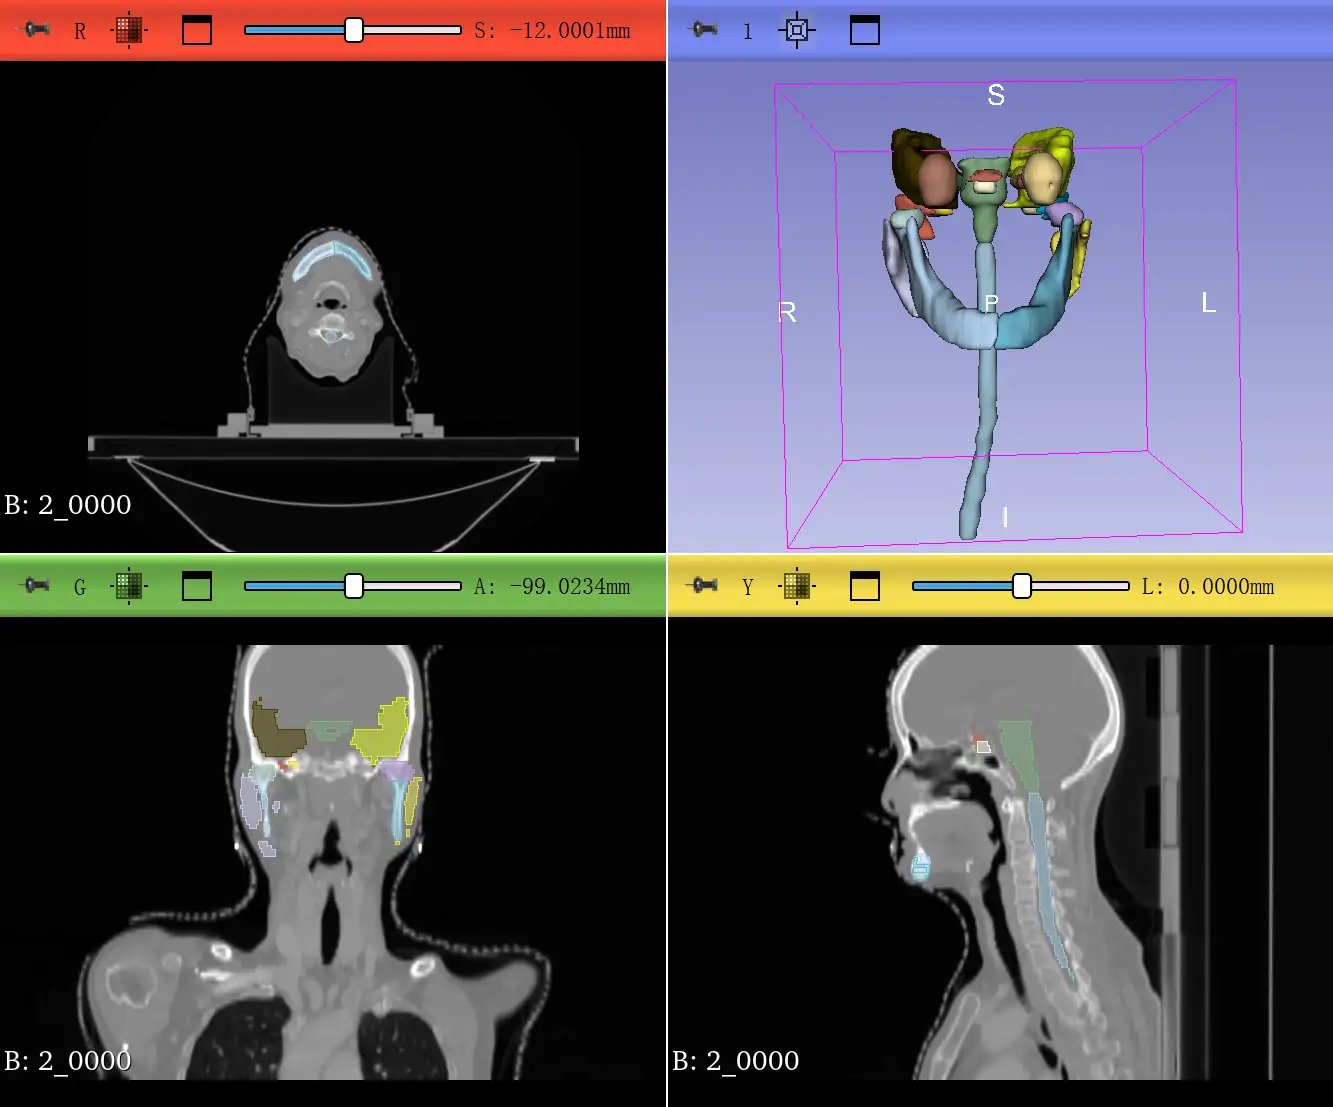 R S: -12.0001mm
1
S
R
P
L
I
B: 2_0000
G A: -99.0234mm
Y L: 0.0000mm
B: 2_0000
B: 2_0000